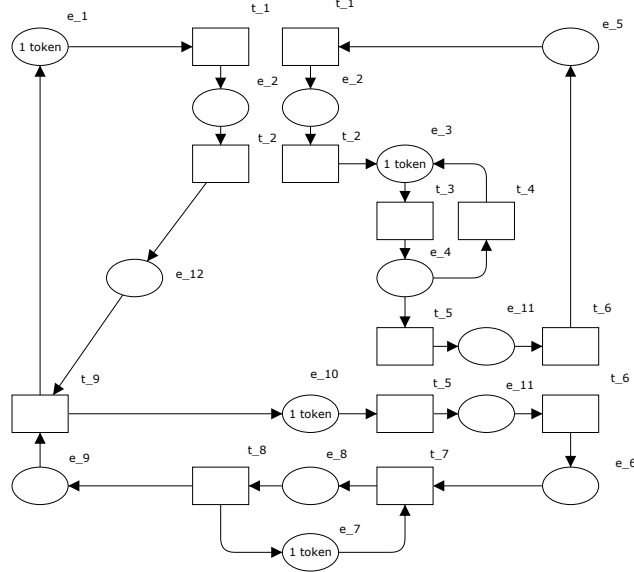 t_1
t_1
e_1
e_5
1 token
e_2
e_2
t_2
t_2
e_3
1 token
t_3
t_4
e_4
e_12
t_5
e_11
t_6
t_9
e_10
t_5
e_11
t_6
1 token
e_9
t_8
e_8
t_7
e_6
e_7
1 token